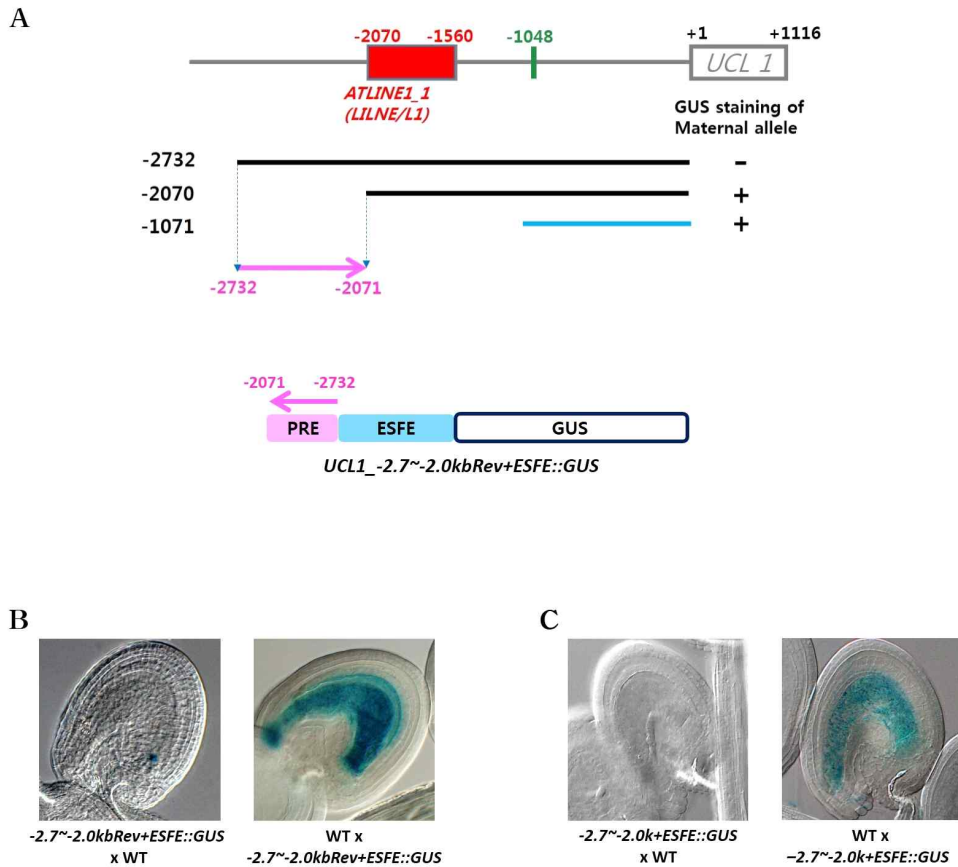 A
-2070 -1560 -1048 +1 +1116
UCL 1
ATLINE1_1
(LILNE/L1)
GUS staining of
Maternal allele
-2732 –
-2070 +
-1071 +
-2732 -2071
-2071 -2732
PRE ESFE GUS
UCL1_-2.7~-2.0kbRev+ESFE::GUS
B
-2.7~-2.0kbRev+ESFE::GUS
x WT
WT x
-2.7~-2.0kbRev+ESFE::GUS
C
-2.7~-2.0k+ESFE::GUS
x WT
WT x
–2.7~-2.0k+ESFE::GUS